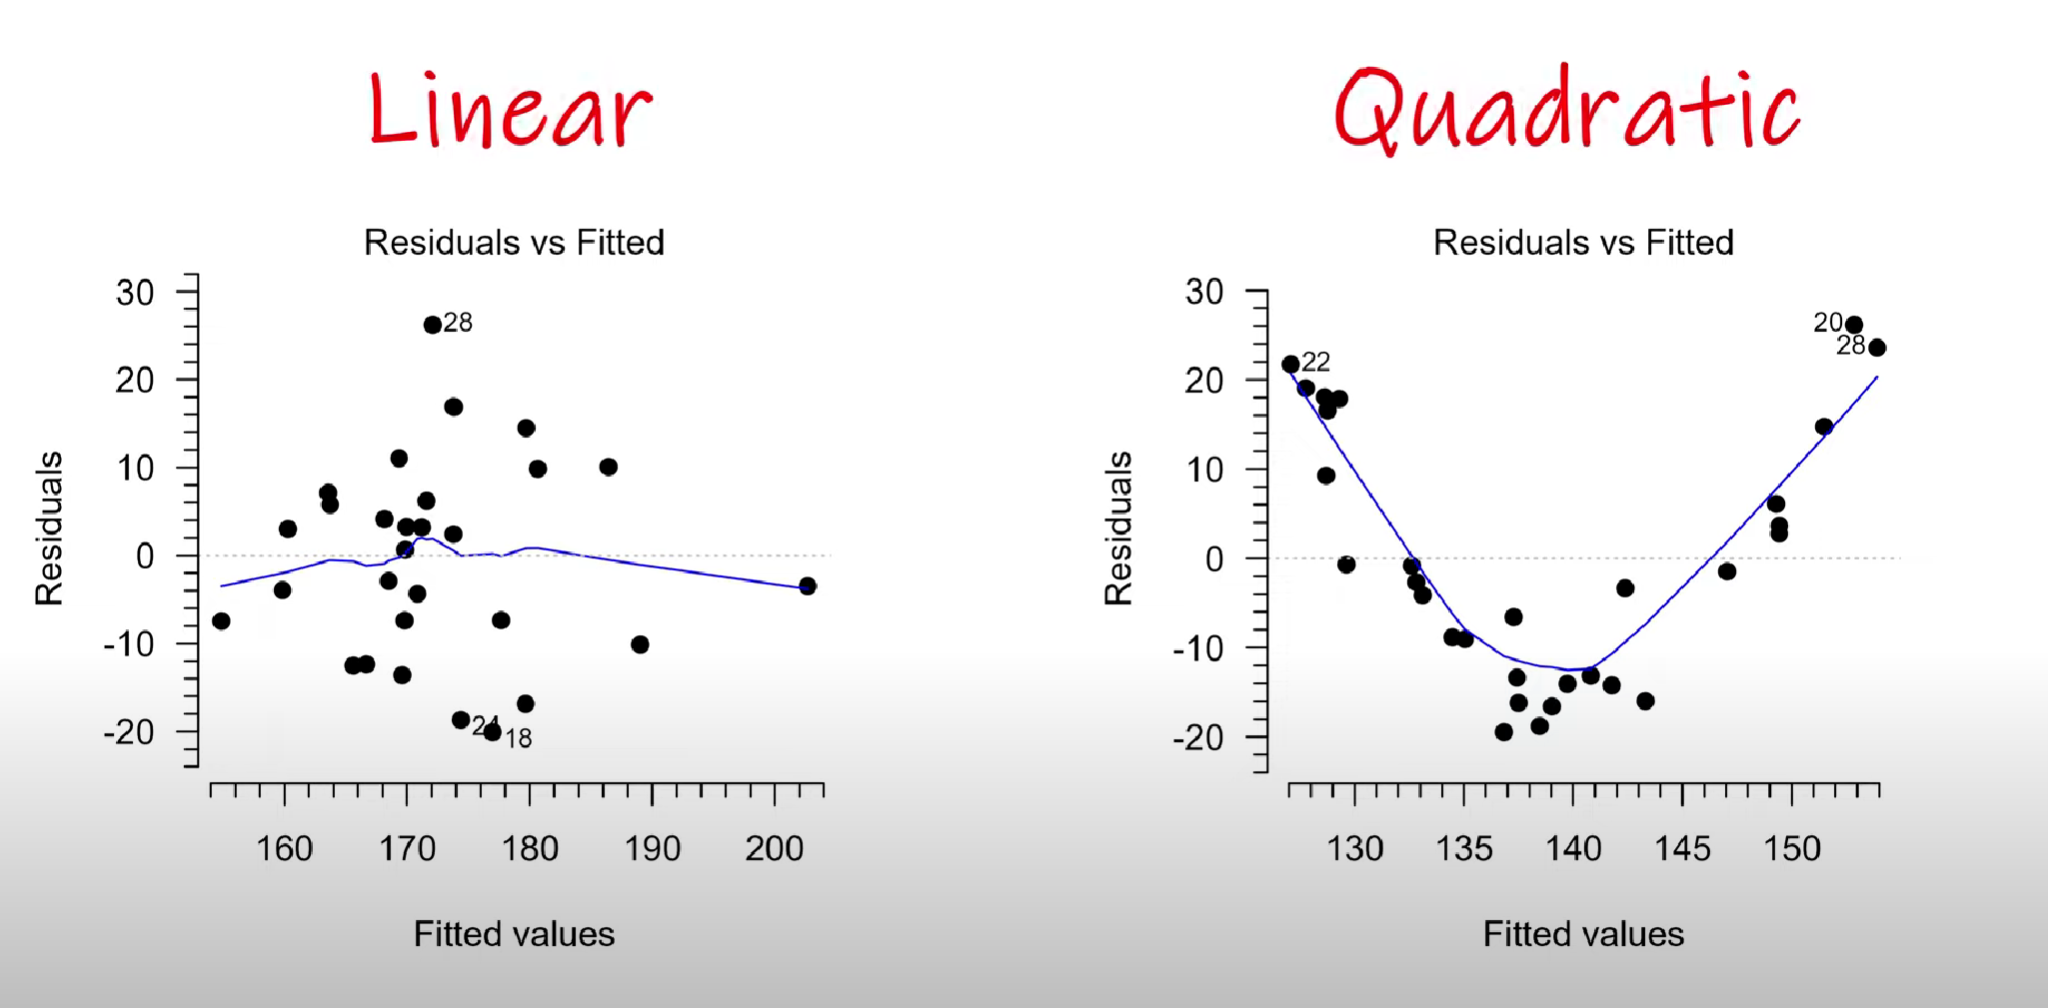 Linear
Residuals vs Fitted
30
20
10
0
-10
-20
Residuals
28
24
18
160 170 180 190 200
Fitted values
Quadratic
Residuals vs Fitted
30
20
10
0
-10
-20
Residuals
22
20
28
130 135 140 145 150
Fitted values